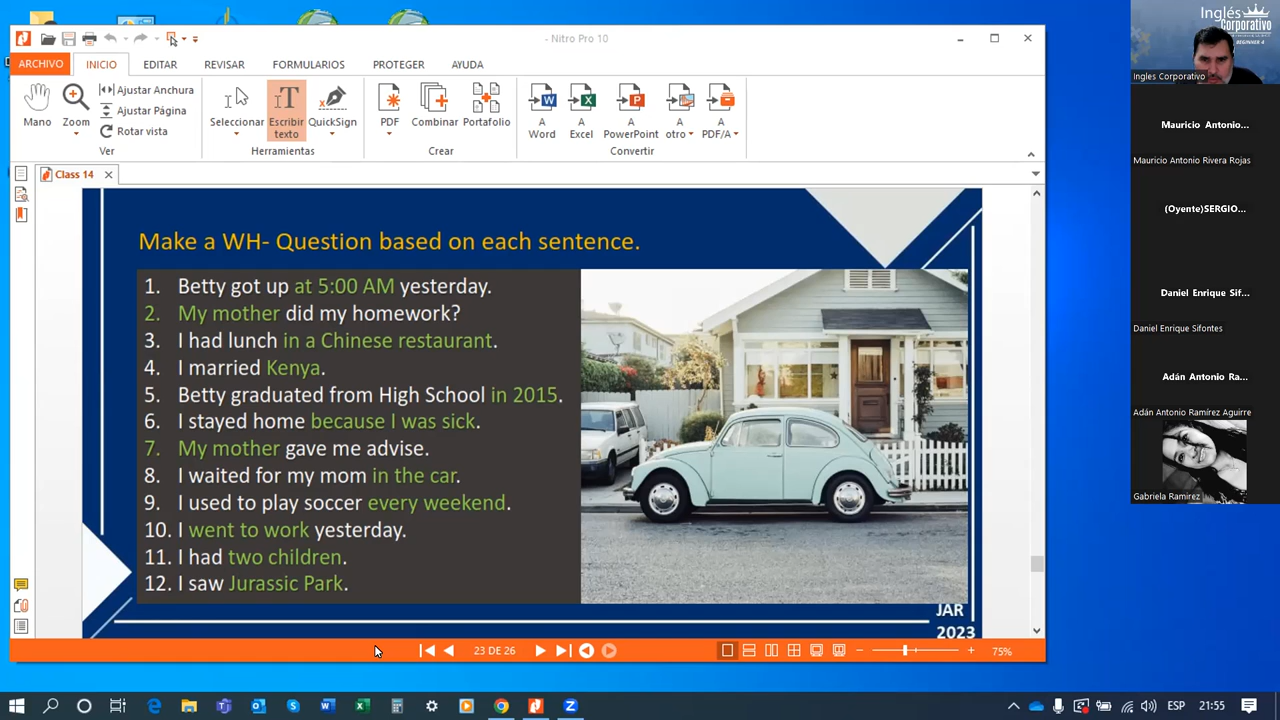 - Nitro Pro 10
ARCHIVO INICIO EDITAR REVISAR FORMULARIOS PROTEGER AYUDA
Mano
Zoom
Ajustar Anchura
Ajustar Página
Rotar vista
Ver
Seleccionar
Escribir texto
QuickSign
Herramientas
PDF
Combinar
Portafolio
Crear
A Word
A Excel
A PowerPoint
A otro
A PDF/A
Convertir
Class 14
Make a WH- Question based on each sentence.
1. Betty got up at 5:00 AM yesterday.
2. My mother did my homework?
3. I had lunch in a Chinese restaurant.
4. I married Kenya.
5. Betty graduated from High School in 2015.
6. I stayed home because I was sick.
7. My mother gave me advise.
8. I waited for my mom in the car.
9. I used to play soccer every weekend.
10. I went to work yesterday.
11. I had two children.
12. I saw Jurassic Park.
JAR
2023
23 DE 26
75%
Inglés
Corporativo
BEGINNER 4
Ingles Corporativo
Mauricio Antonio...
Mauricio Antonio Rivera Rojas
(Oyente)SERGIO...
Daniel Enrique Sif...
Daniel Enrique Sifontes
Adán Antonio Ra...
Adán Antonio Ramírez Aguirre
Gabriela Ramirez
ESP
21:55